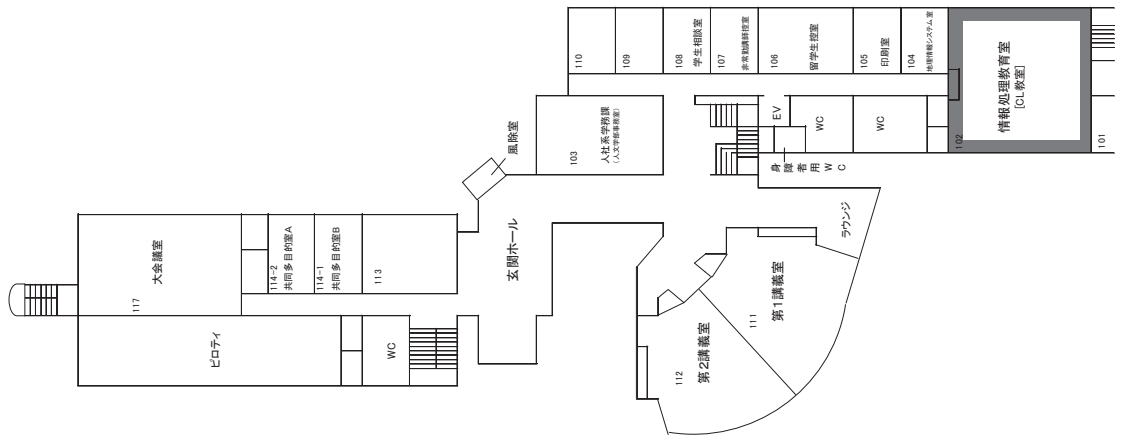 110
109
108
学生相談室
107
非常勤講師控室
106
留学生控室
105
印刷室
104
地理情報システム室
情報処理教育室
[CL教室]
102
101
EV
WC
WC
身障者用WC
103
人社系学務課
(人文学部事務室)
風除室
玄関ホール
ラウンジ
大会議室
117
114-2
共同多目的室A
114-1
共同多目的室B
113
ピロティ
WC
第1講義室
111
第2講義室
112